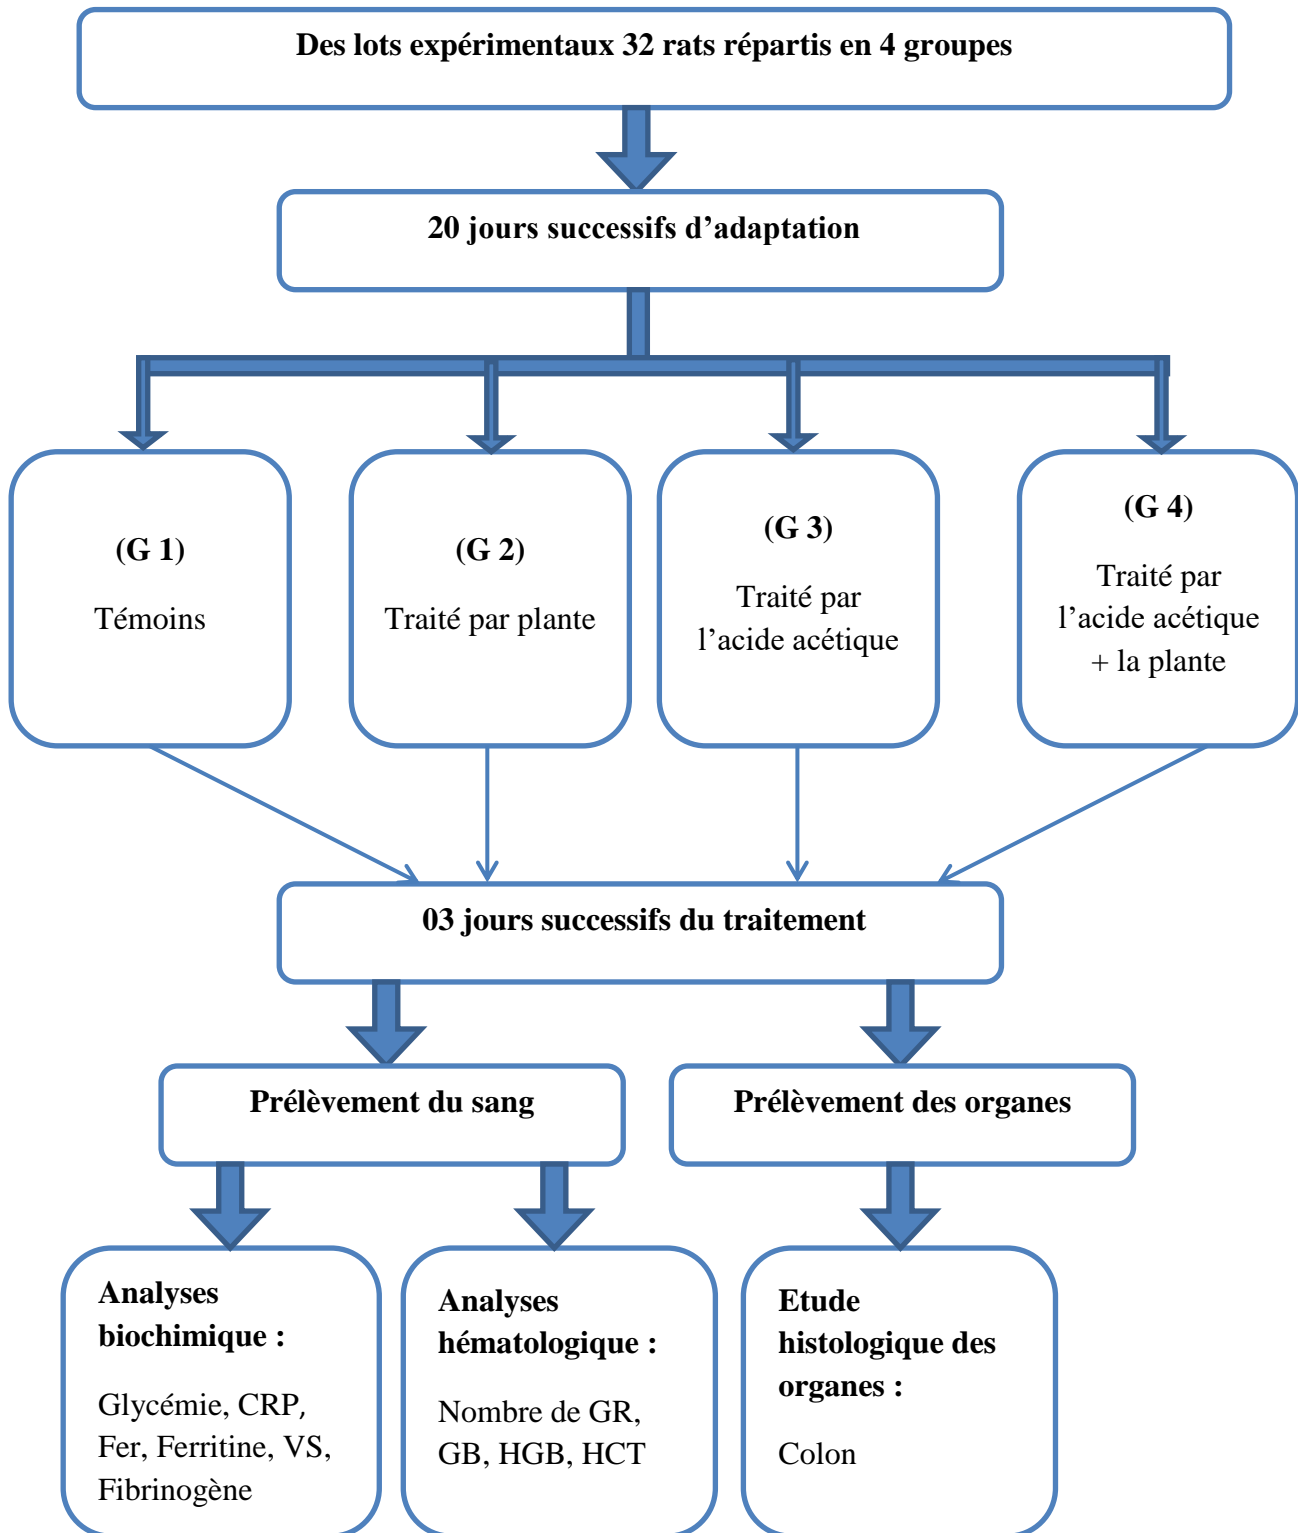 Des lots expérimentaux 32 rats répartis en 4 groupes
20 jours successifs d’adaptation
(G 1)
Témoins
(G 2)
Traité par plante
(G 3)
Traité par
l’acide acétique
(G 4)
Traité par
l’acide acétique
+ la plante
03 jours successifs du traitement
Prélèvement du sang
Prélèvement des organes
Analyses
biochimique :
Glycémie, CRP,
Fer, Ferritine, VS,
Fibrinogène
Analyses
hématologique :
Nombre de GR,
GB, HGB, HCT
Etude
histologique des
organes :
Colon